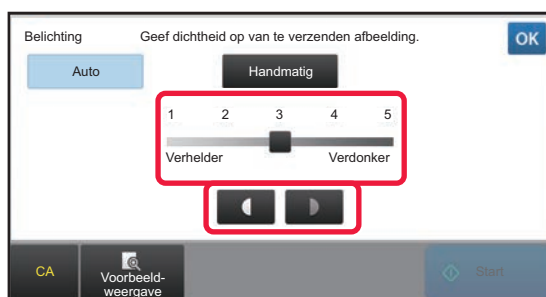 Belichting Geef dichtheid op van te verzenden afbeelding. OK
Auto Handmatig
1 2 3 4 5
Verhelder Verdonker
CA Voorbeeld-
weergave Start